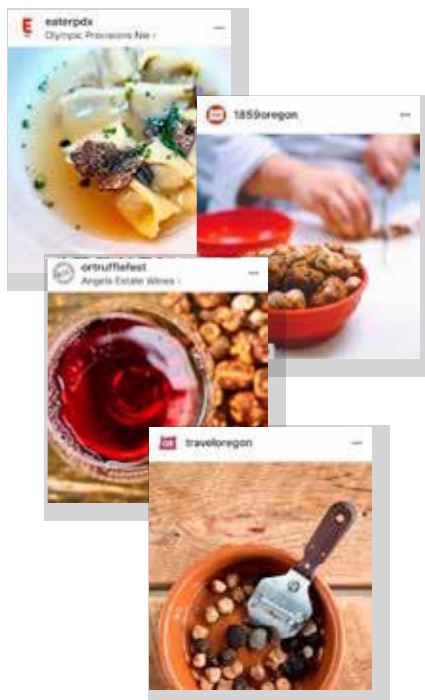 eaterpdx
Olympic Provisions NW ›
1859oregon
ortrufflefest
Angela Estate Wines ›
traveloregon